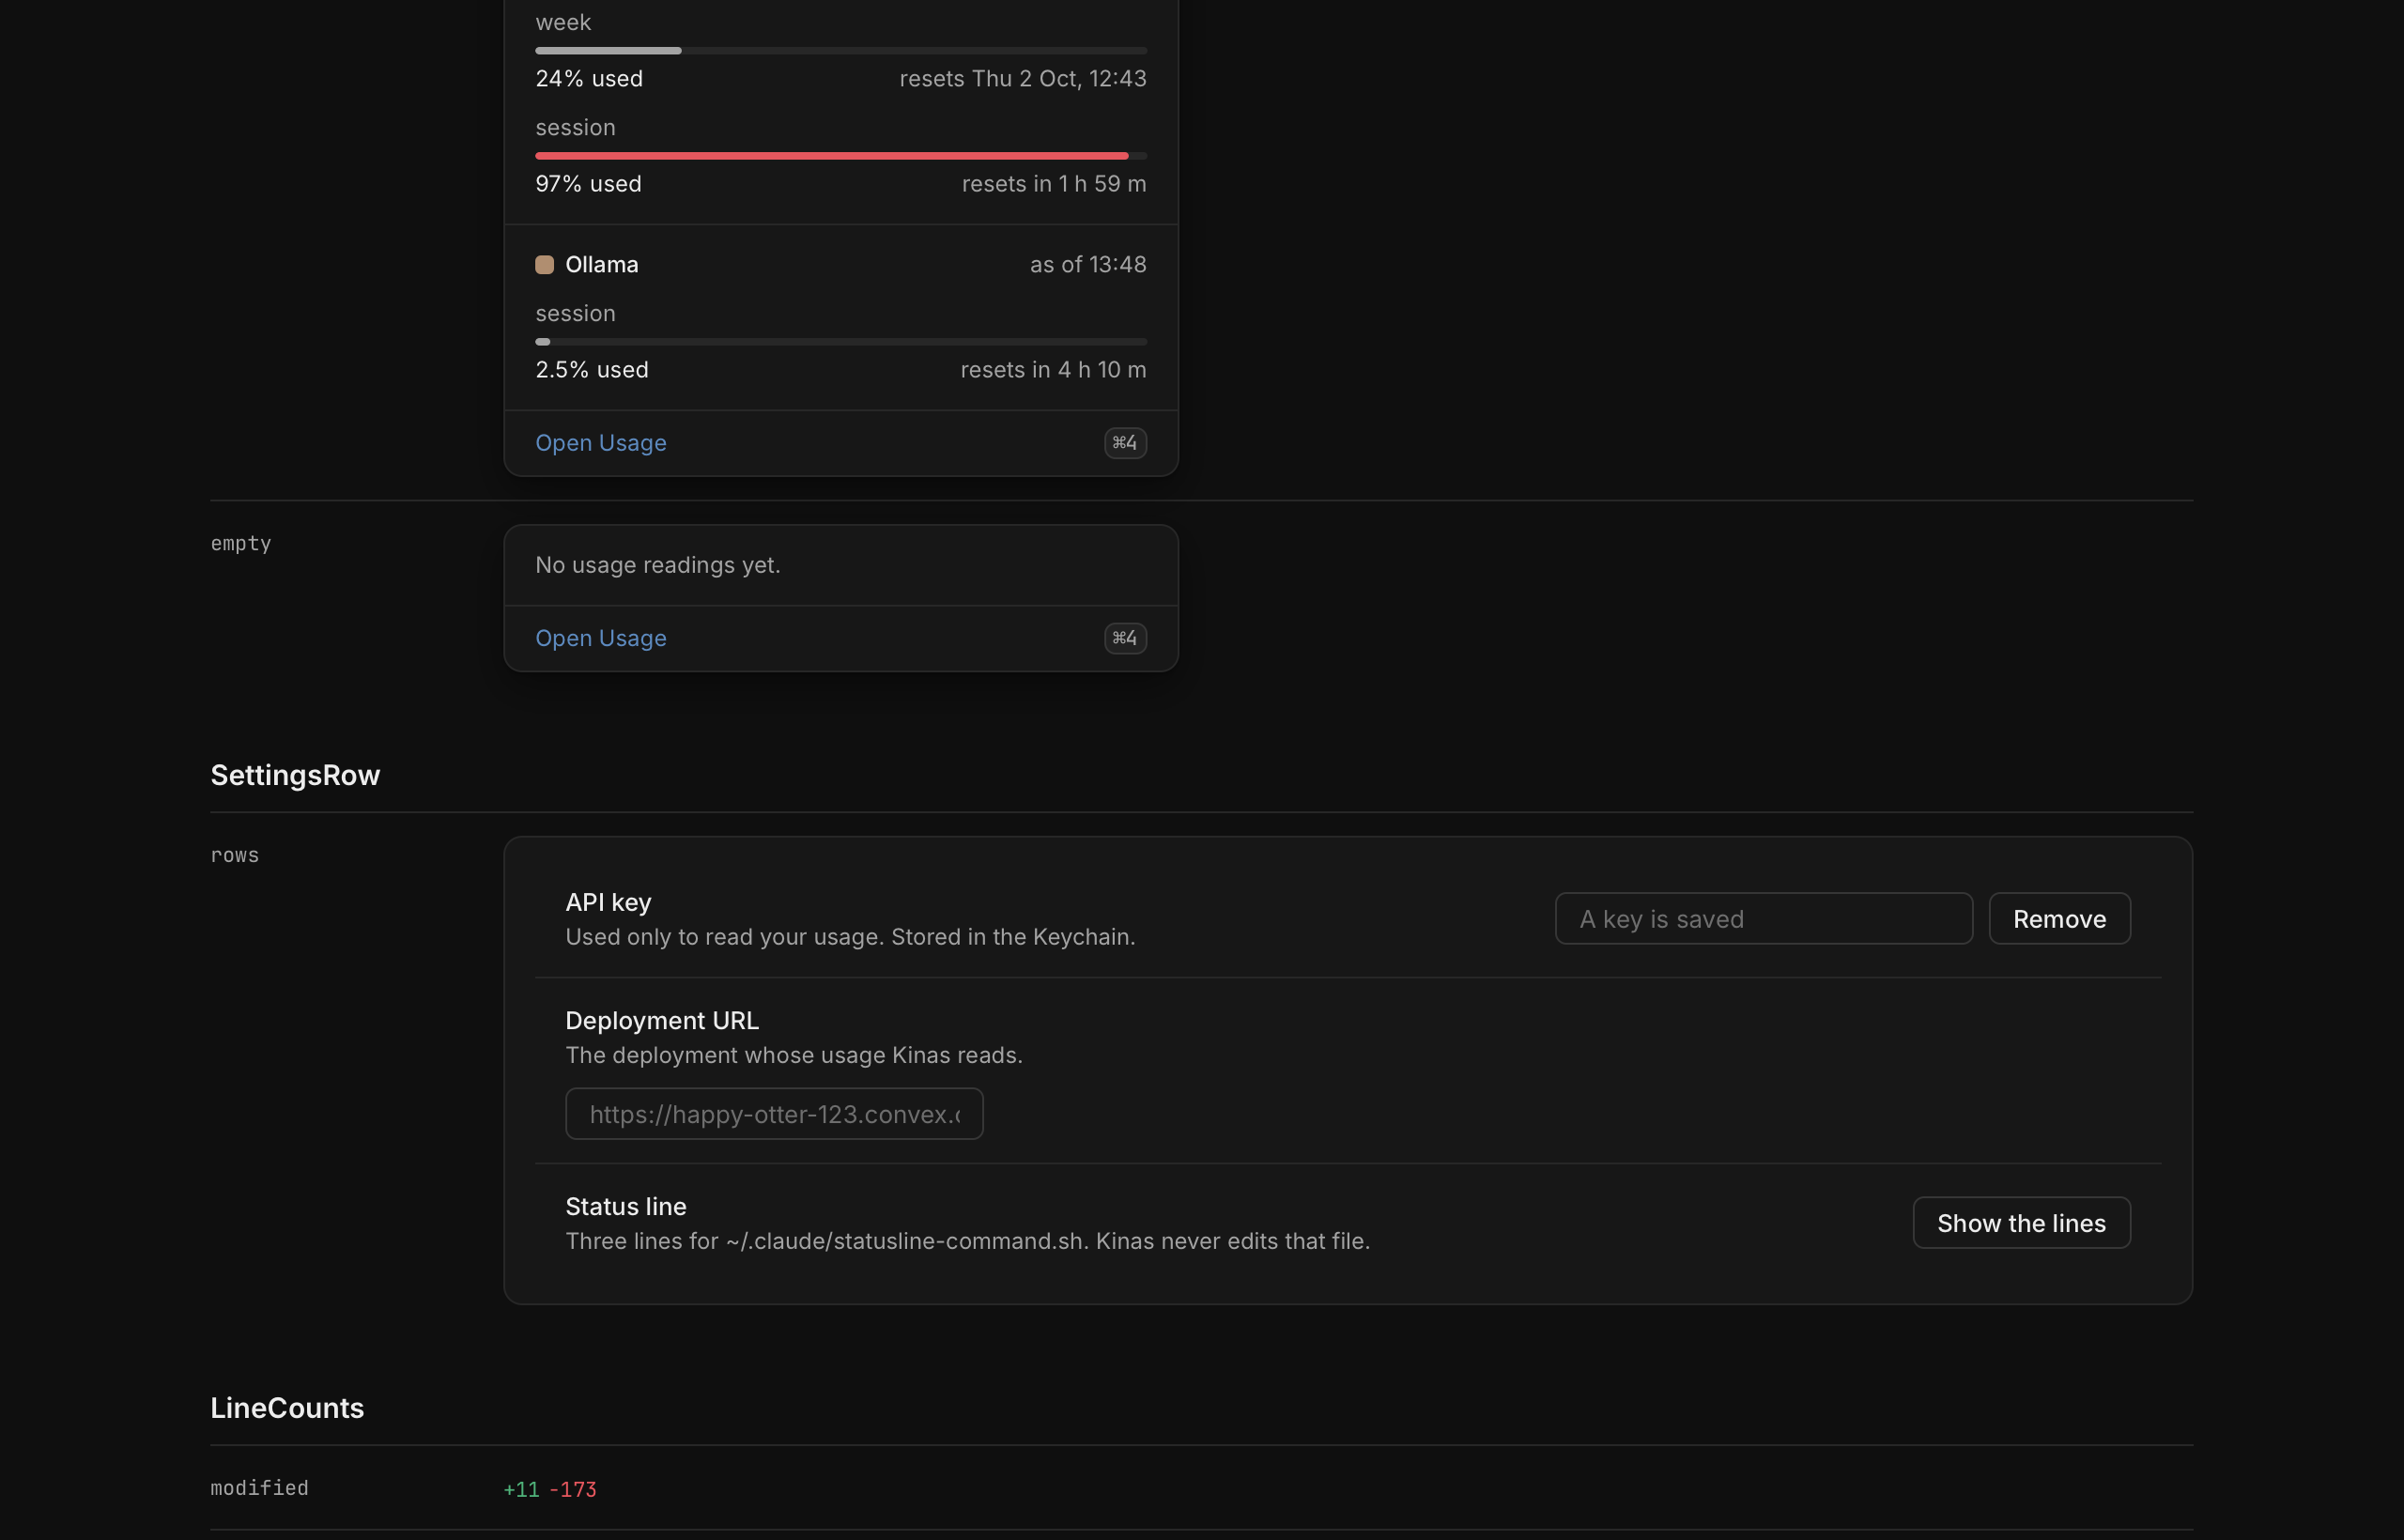 week
24% used resets Thu 2 Oct, 12:43
session
97% used resets in 1 h 59 m
Ollama as of 13:48
session
2.5% used resets in 4 h 10 m
Open Usage ⌘4
empty
No usage readings yet.
Open Usage ⌘4
SettingsRow
rows
API key
Used only to read your usage. Stored in the Keychain.
A key is saved Remove
Deployment URL
The deployment whose usage Kinas reads.
https://happy-otter-123.convex.
Status line
Three lines for ~/.claude/statusline-command.sh. Kinas never edits that file.
Show the lines
LineCounts
modified +11 -173